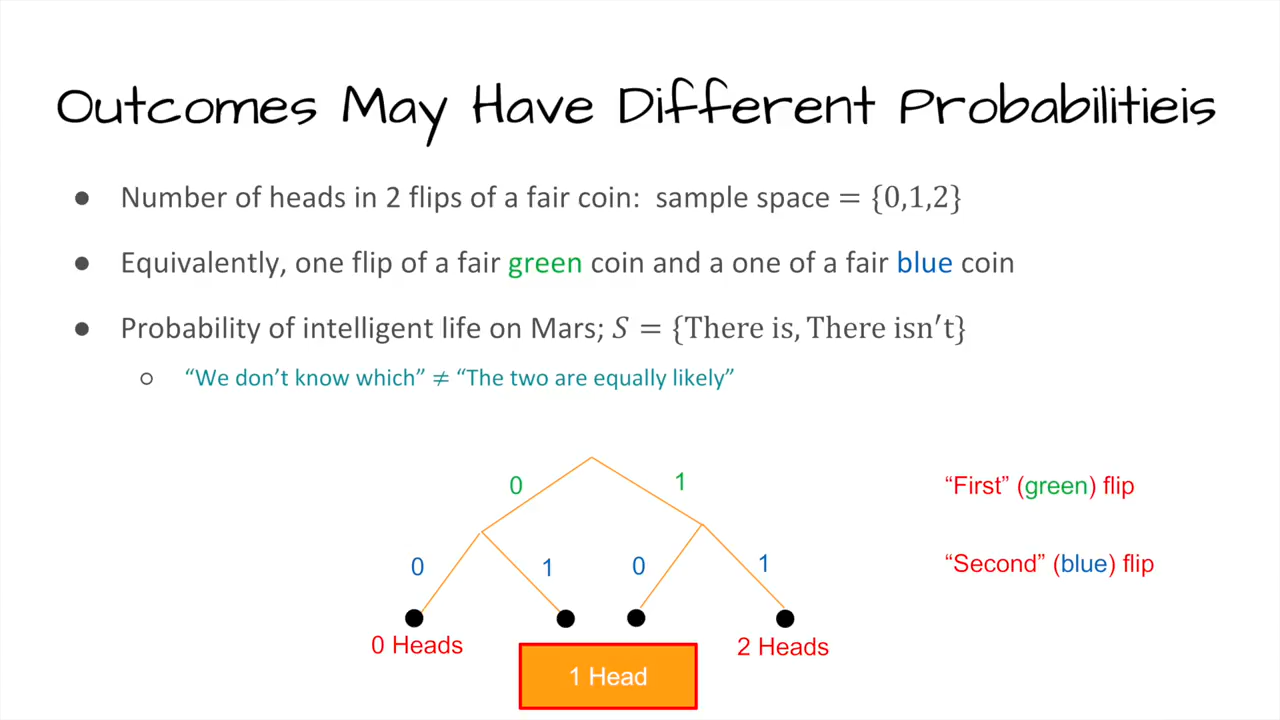 Outcomes May Have Different Probabilitieis
● Number of heads in 2 flips of a fair coin: sample space = {0,1,2}
● Equivalently, one flip of a fair green coin and a one of a fair blue coin
● Probability of intelligent life on Mars; S = {There is, There isn′t}
○ “We don’t know which” ≠ “The two are equally likely”
0 1 “First” (green) flip
0 1 0 1 “Second” (blue) flip
0 Heads 2 Heads
1 Head